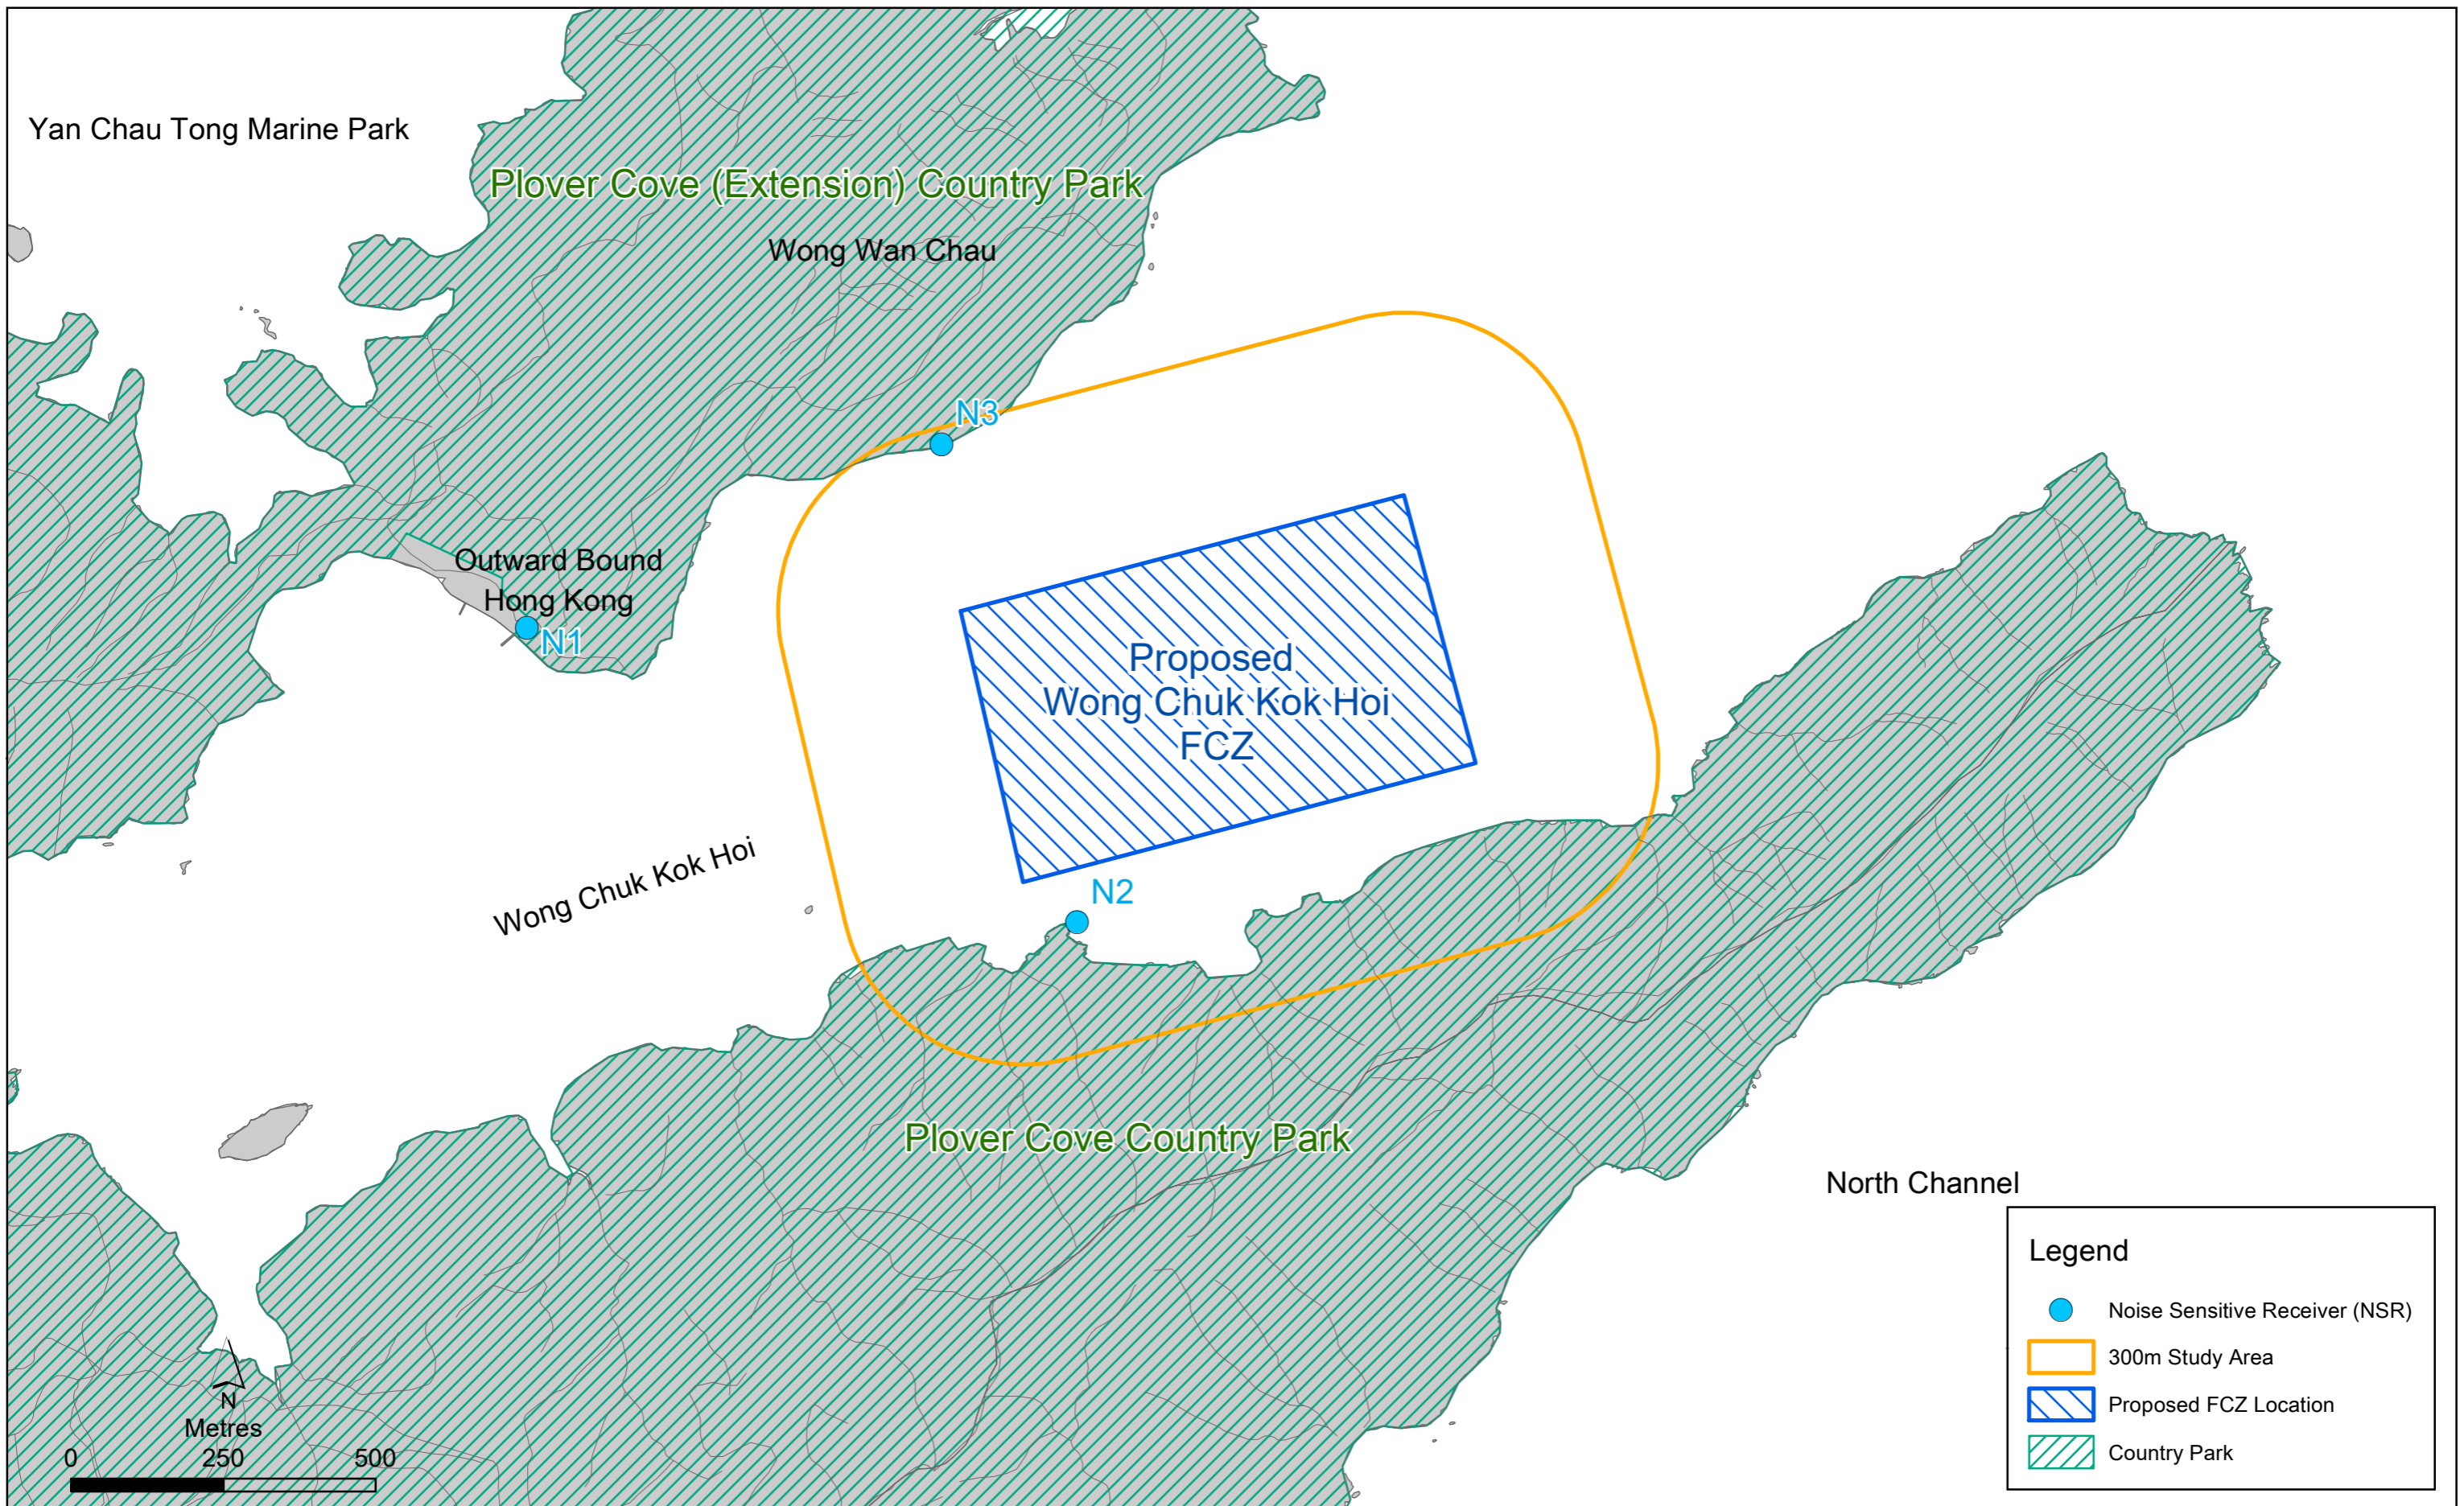 Yan Chau Tong Marine Park
Plover Cove (Extension) Country Park
Wong Wan Chau
N3
Outward Bound
Hong Kong
N1
Proposed
Wong Chuk Kok Hoi
FCZ
Wong Chuk Kok Hoi
N2
Plover Cove Country Park
North Channel
N
Metres
0 250 500
Legend
Noise Sensitive Receiver (NSR)
300m Study Area
Proposed FCZ Location
Country Park